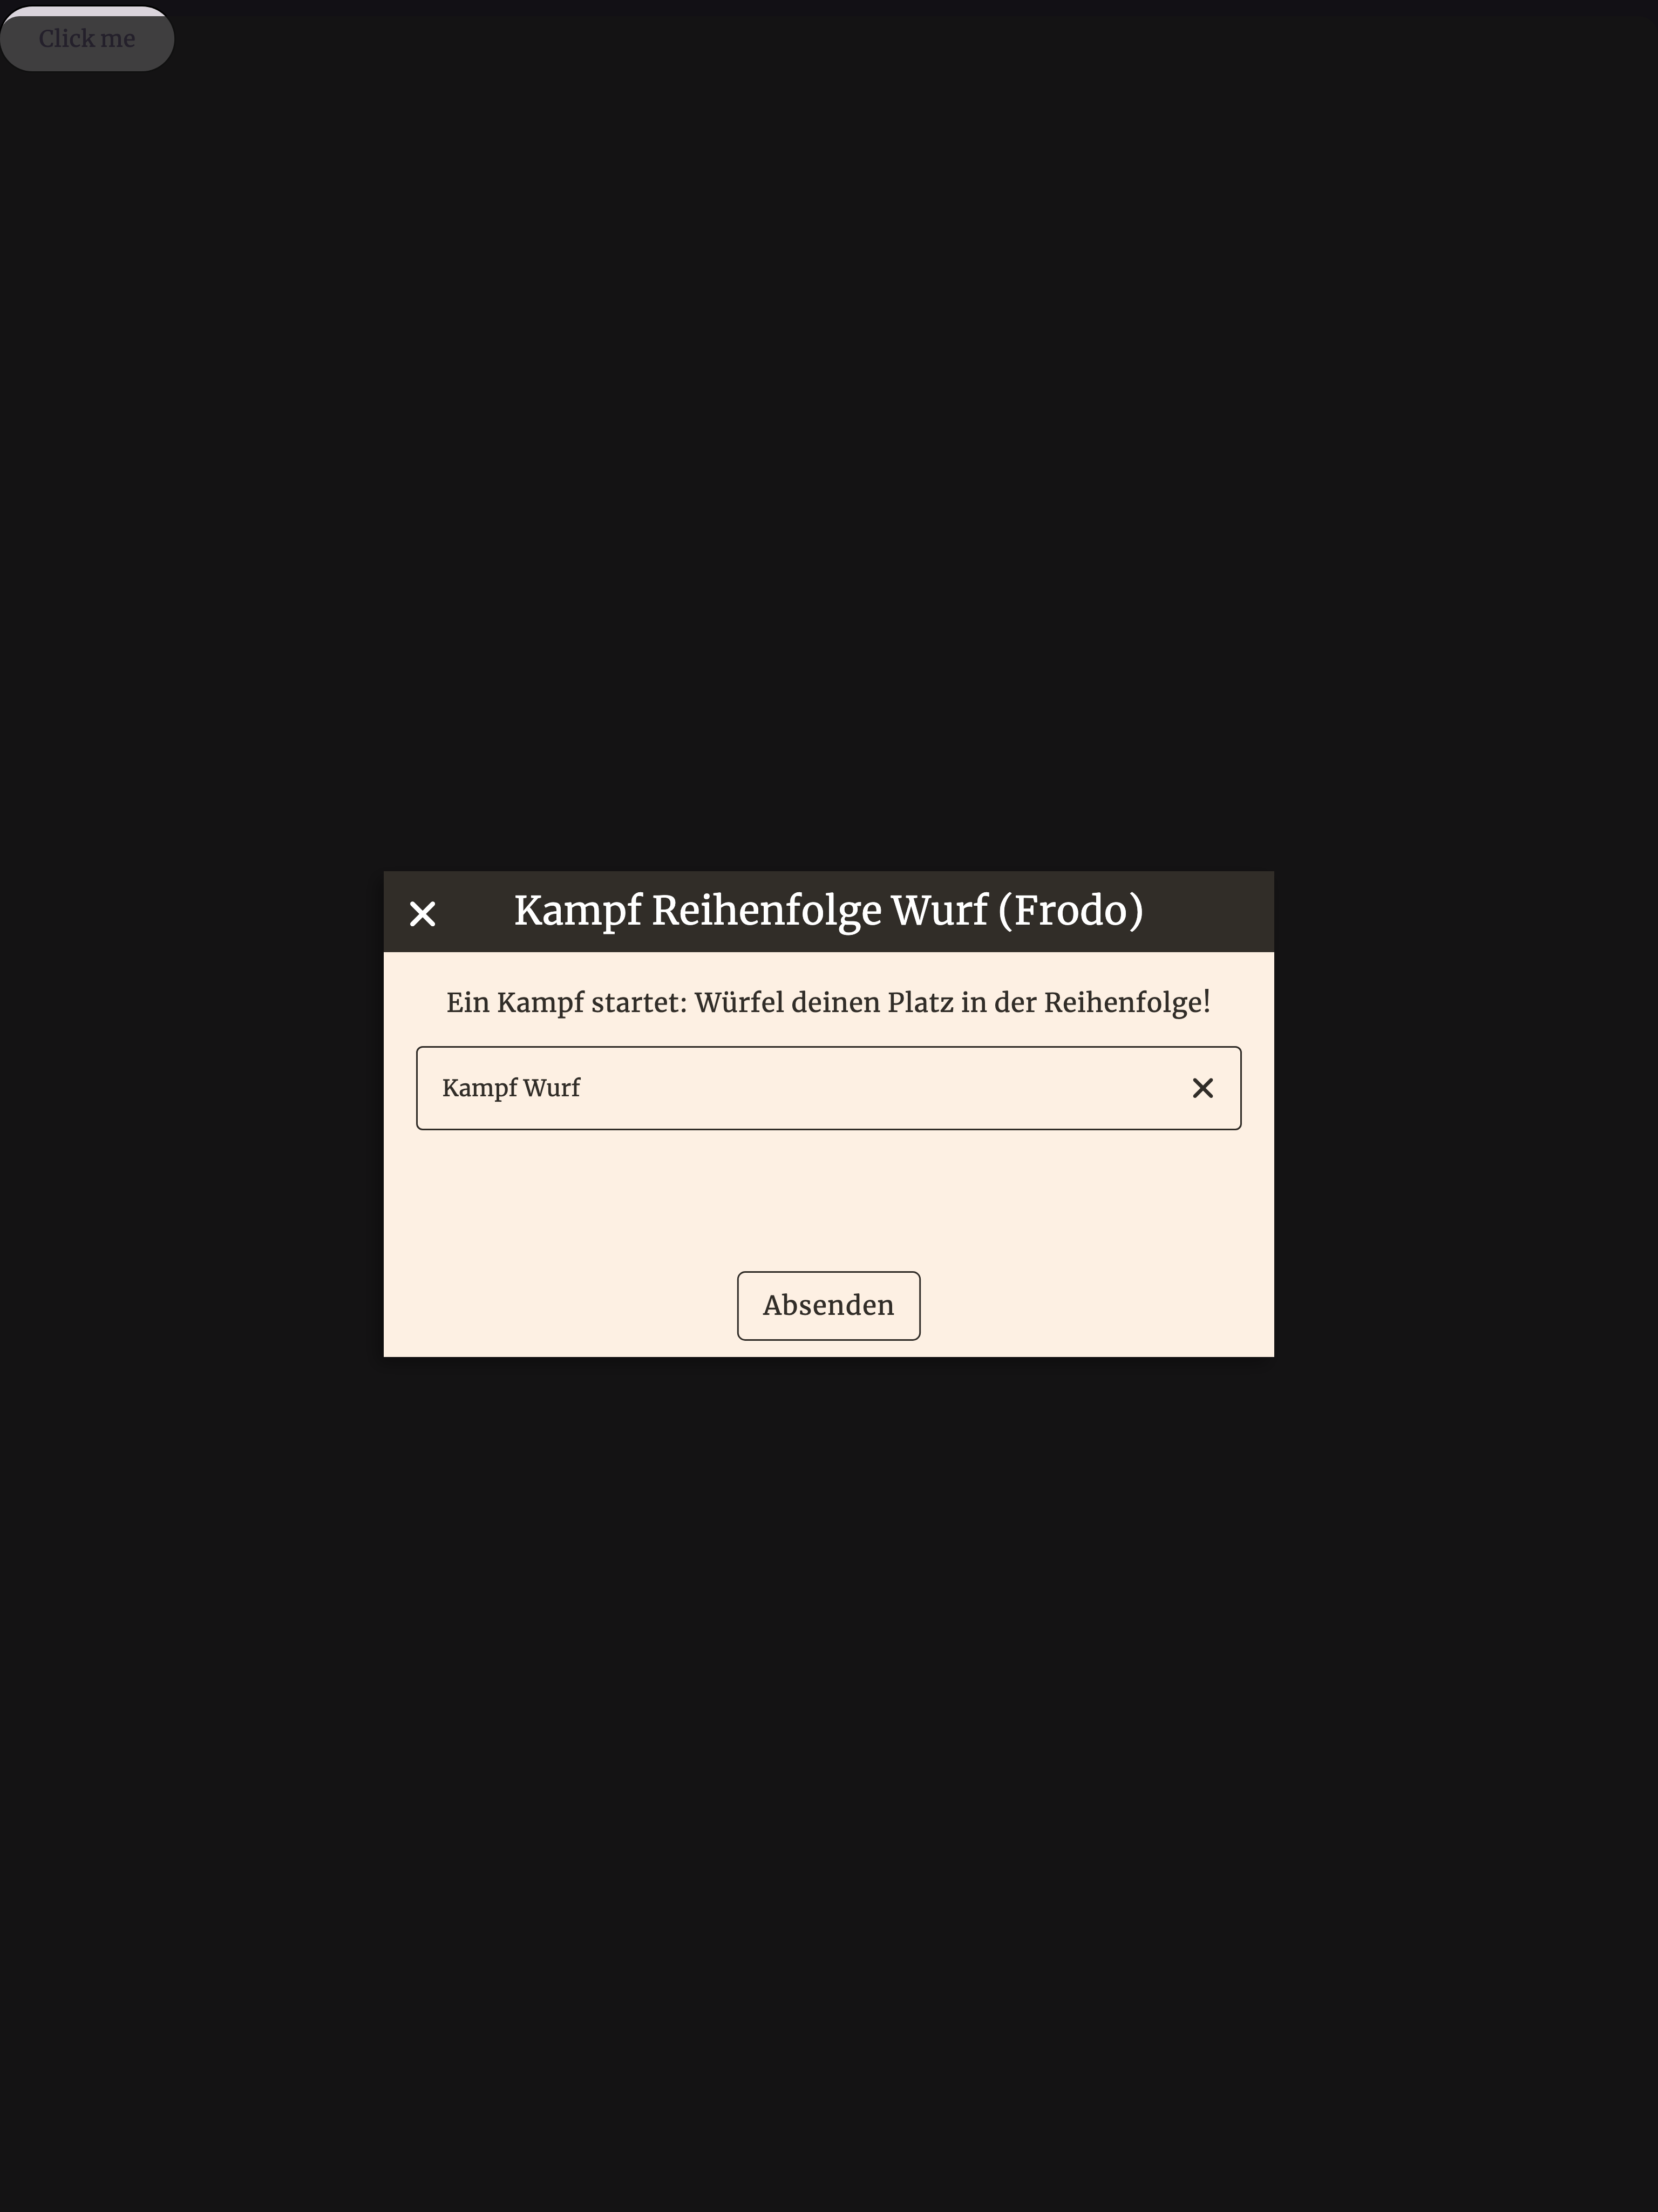 Click me
Kampf Reihenfolge Wurf (Frodo)
Ein Kampf startet: Würfel deinen Platz in der Reihenfolge!
Kampf Wurf
Absenden